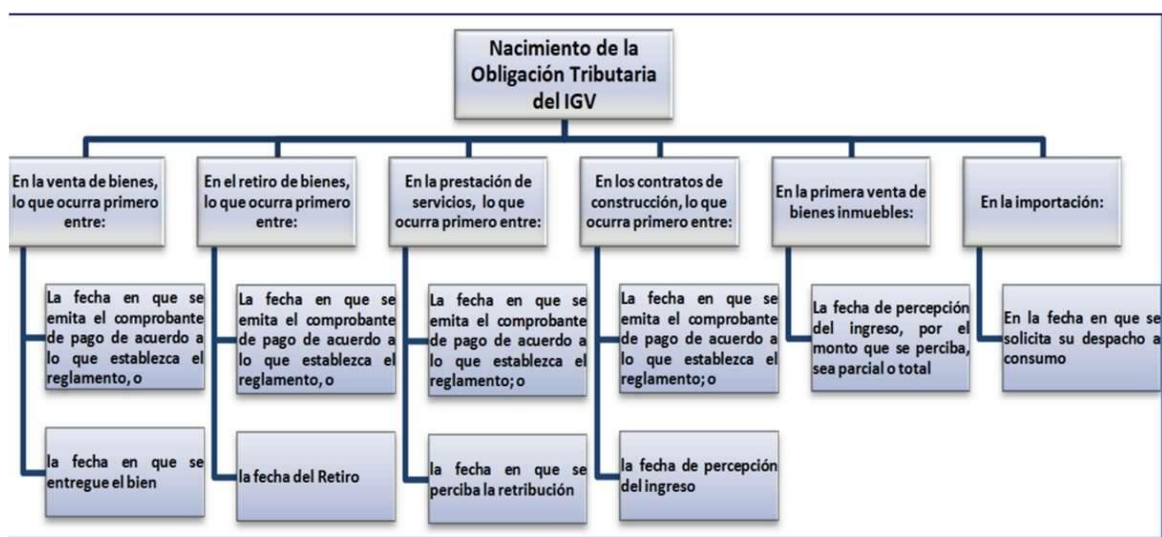 Nacimiento de la
Obligación Tributaria
del IGV
En la venta de bienes,
lo que ocurra primero
entre:
La fecha en que se
emita el comprobante
de pago de acuerdo a
lo que establezca el
reglamento, o
la fecha en que se
entregue el bien
En el retiro de bienes,
lo que ocurra primero
entre:
La fecha en que se
emita el comprobante
de pago de acuerdo a
lo que establezca el
reglamento, o
la fecha del Retiro
En la prestación de
servicios, lo que
ocurra primero entre:
La fecha en que se
emita el comprobante
de pago de acuerdo a
lo que establezca el
reglamento; o
la fecha en que se
perciba la retribución
En los contratos de
construcción, lo que
ocurra primero entre:
La fecha en que se
emita el comprobante
de pago de acuerdo a
lo que establezca el
reglamento; o
la fecha de percepción
del ingreso
En la primera venta de
bienes inmuebles:
La fecha de percepción
del ingreso, por el
monto que se perciba,
sea parcial o total
En la importación:
En la fecha en que se
solicita su despacho a
consumo